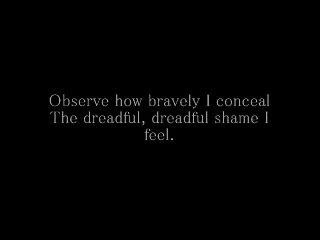 Observe how bravely I conceal
The dreadful, dreadful shame I
feel.